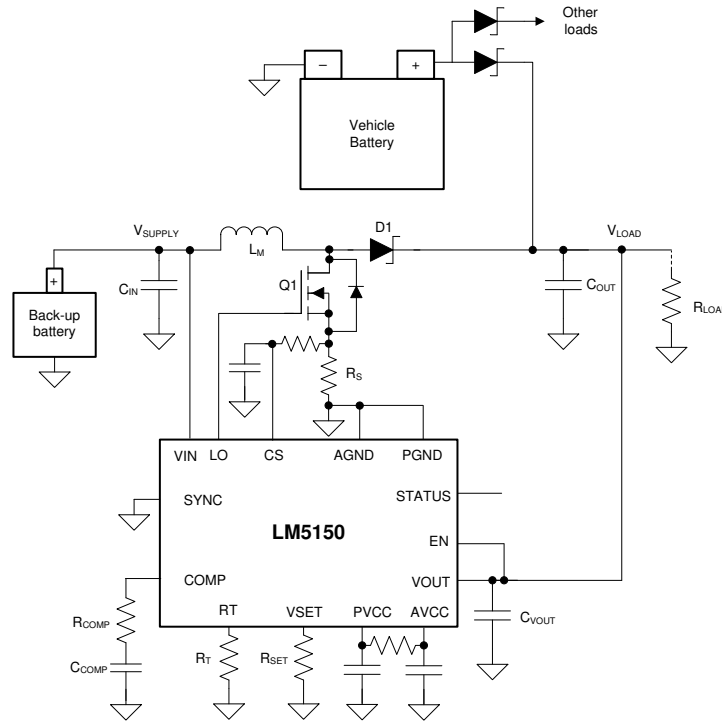 Other
loads
−
+
Vehicle
Battery
VSUPPLY
LM
D1
VLOAD
+
CIN
Q1
COUT
RLOA
Back-up
battery
RS
VIN
LO
CS
AGND
PGND
SYNC
STATUS
LM5150
EN
COMP
VOUT
RT
VSET
PVCC
AVCC
RCOMP
CVOUT
RT
RSET
CCOMP